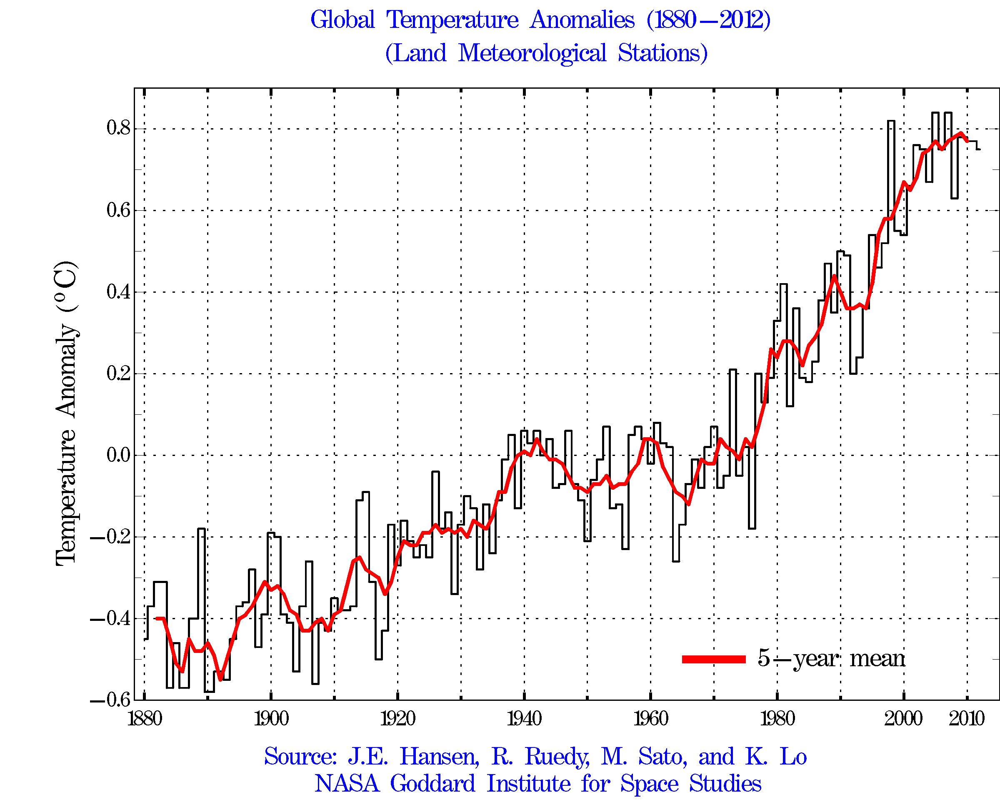 Global Temperature Anomalies (1880−2012)
(Land Meteorological Stations)
Temperature Anomaly (°C)
0.8
0.6
0.4
0.2
0.0
−0.2
−0.4
−0.6
5−year mean
1880 1900 1920 1940 1960 1980 2000 2010
Source: J.E. Hansen, R. Ruedy, M. Sato, and K. Lo
NASA Goddard Institute for Space Studies